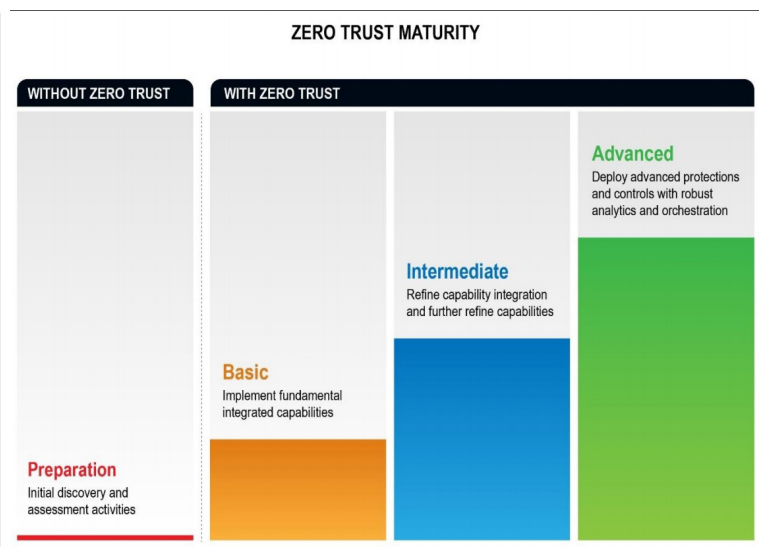 ZERO TRUST MATURITY
WITHOUT ZERO TRUST
WITH ZERO TRUST
Preparation
Initial discovery and
assessment activities
Basic
Implement fundamental
integrated capabilities
Intermediate
Refine capability integration
and further refine capabilities
Advanced
Deploy advanced protections
and controls with robust
analytics and orchestration